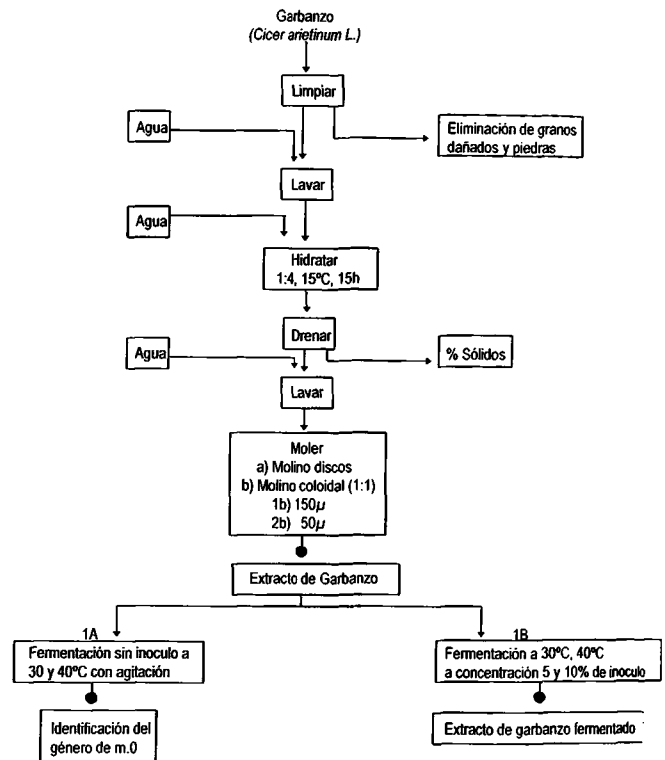 Garbanzo
(Cicer arietinum L.)
Limpiar
Agua
Eliminación de granos
dañados y piedras
Lavar
Agua
Hidratar
1:4, 15ºC, 15h
Drenar
Agua
% Sólidos
Lavar
Moler
a) Molino discos
b) Molino coloidal (1:1)
1b) 150µ
2b) 50µ
Extracto de Garbanzo
1A
Fermentación sin inoculo a
30 y 40ºC con agitación
1B
Fermentación a 30ºC, 40ºC
a concentración 5 y 10% de inoculo
Identificación del
género de m.0
Extracto de garbanzo fermentado